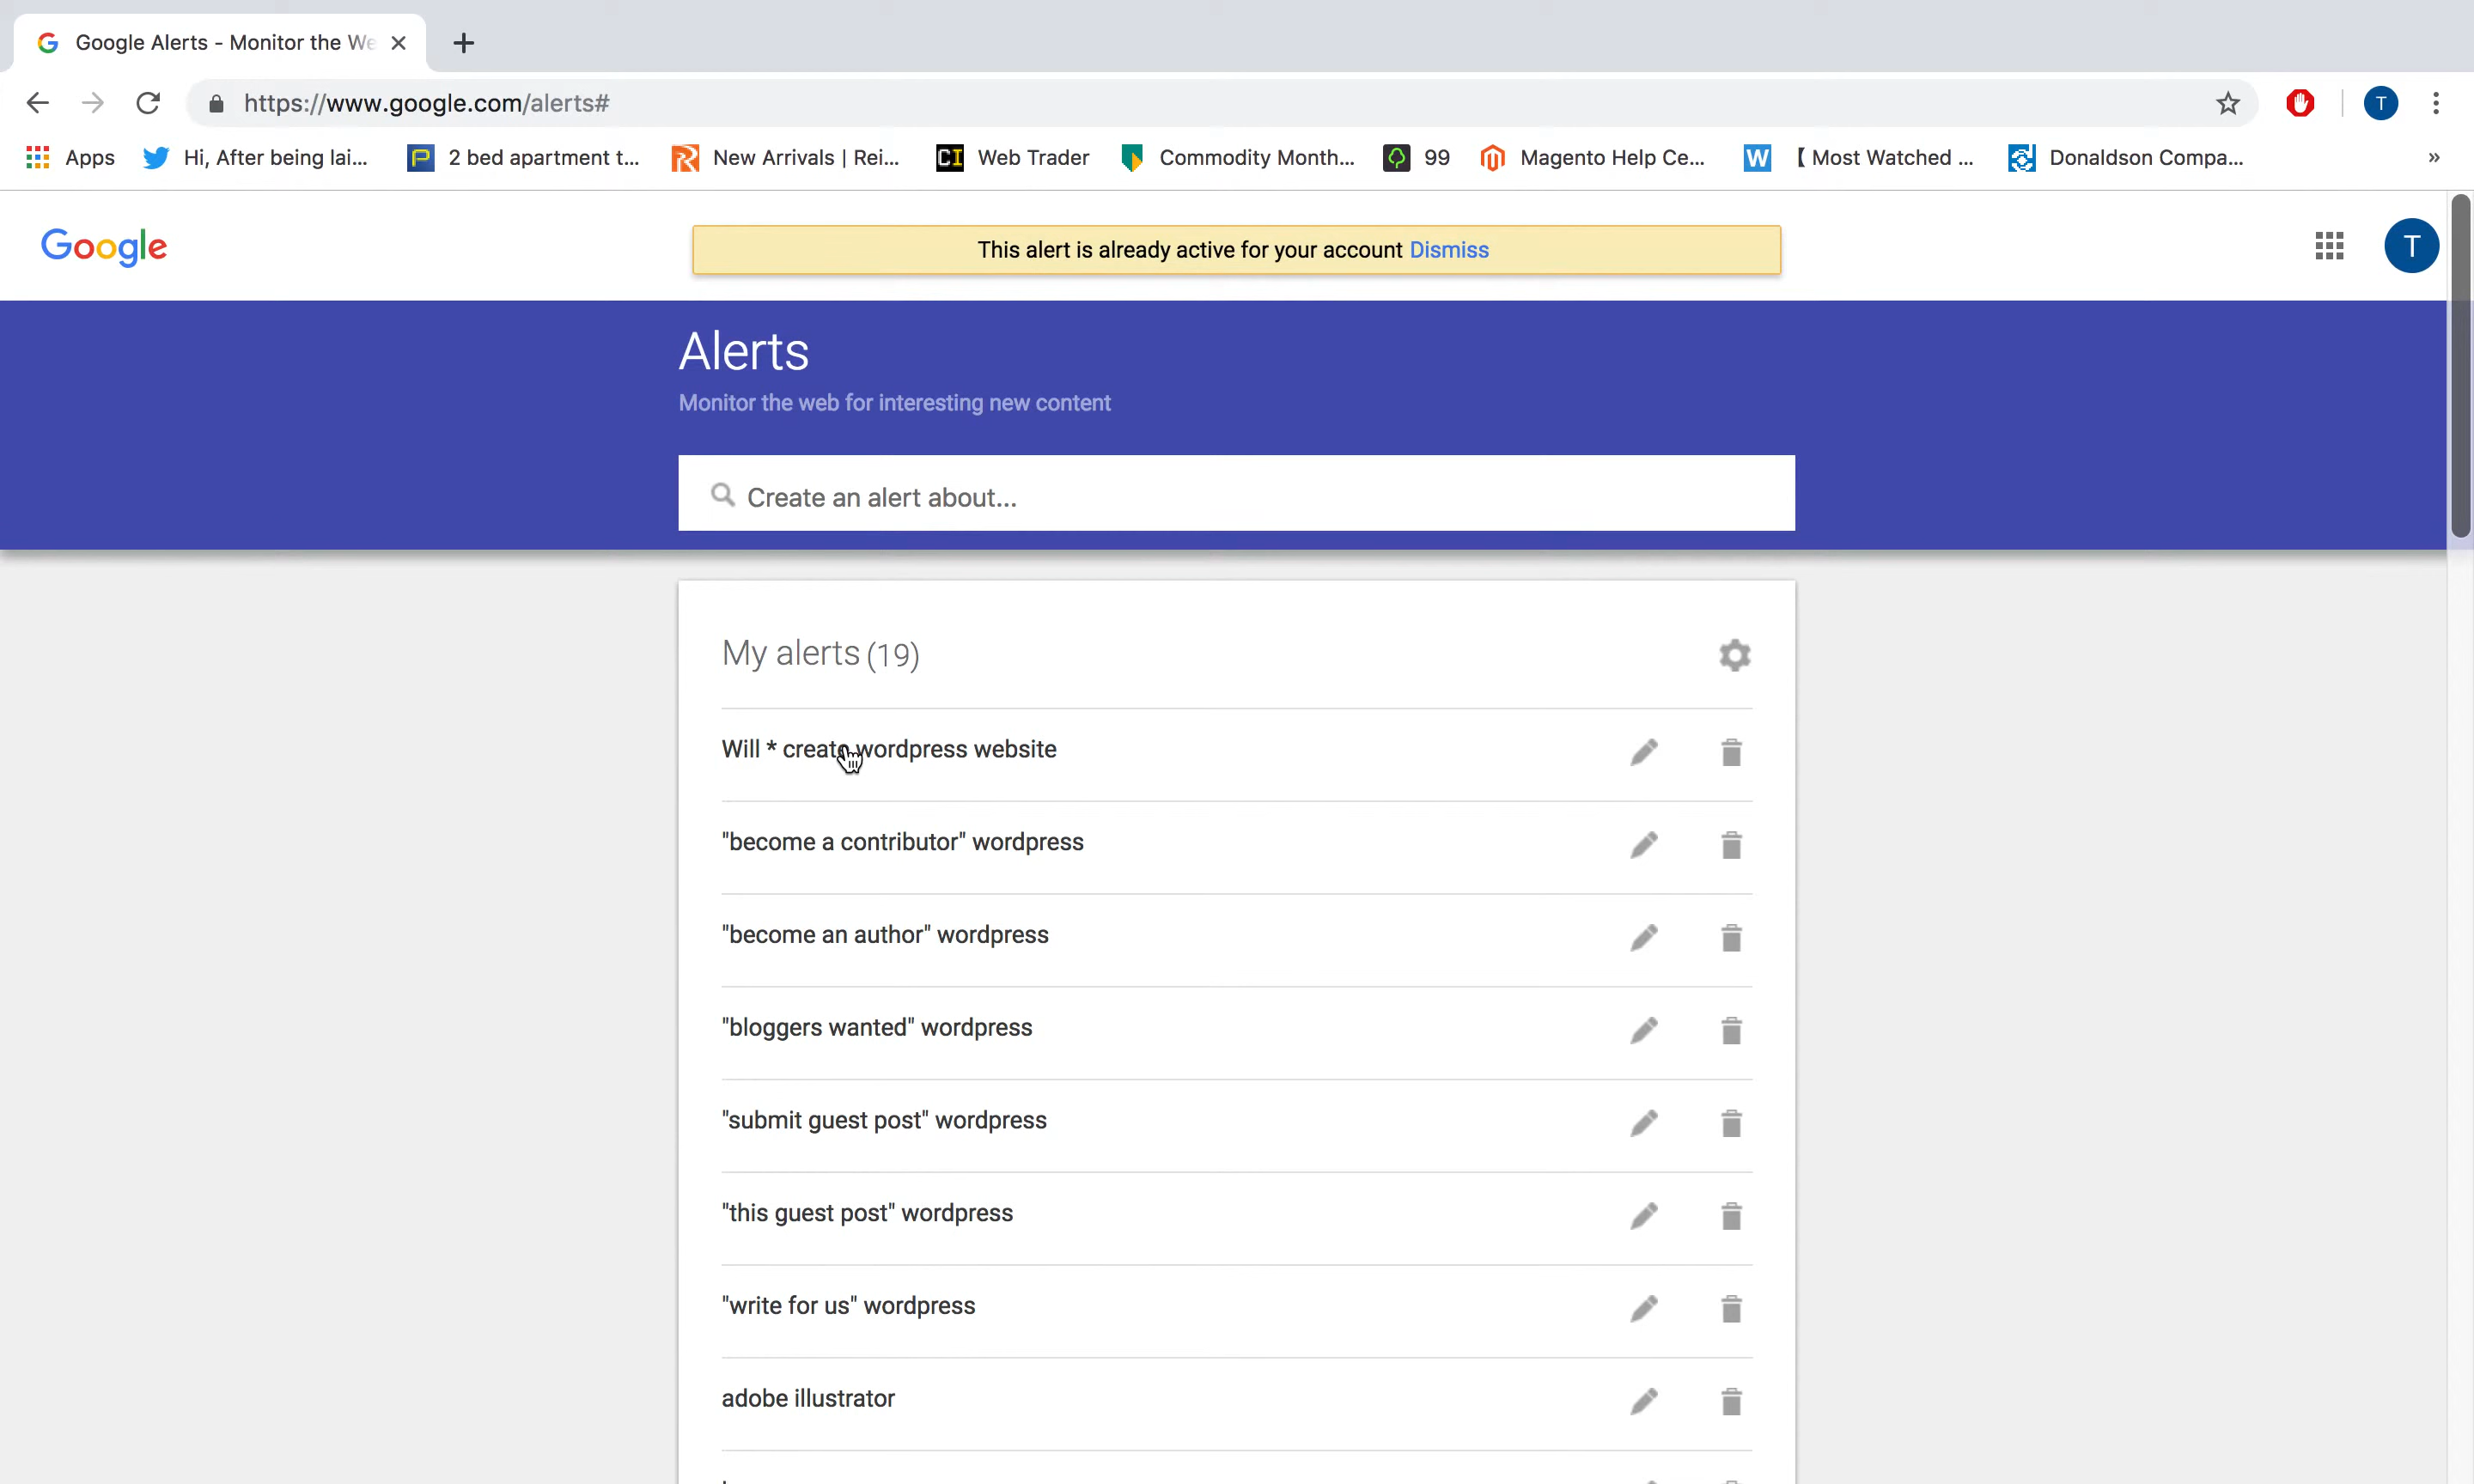 Google Alerts - Monitor the We
https://www.google.com/alerts#
T
Apps
Hi, After being lai...
2 bed apartment t...
New Arrivals | Rei...
CI Web Trader
Commodity Month...
99
Magento Help Ce...
W 【 Most Watched ...
Donaldson Compa...
»
Google
This alert is already active for your account Dismiss
T
Alerts
Monitor the web for interesting new content
Create an alert about...
My alerts (19)
Will * create wordpress website
"become a contributor" wordpress
"become an author" wordpress
"bloggers wanted" wordpress
"submit guest post" wordpress
"this guest post" wordpress
"write for us" wordpress
adobe illustrator